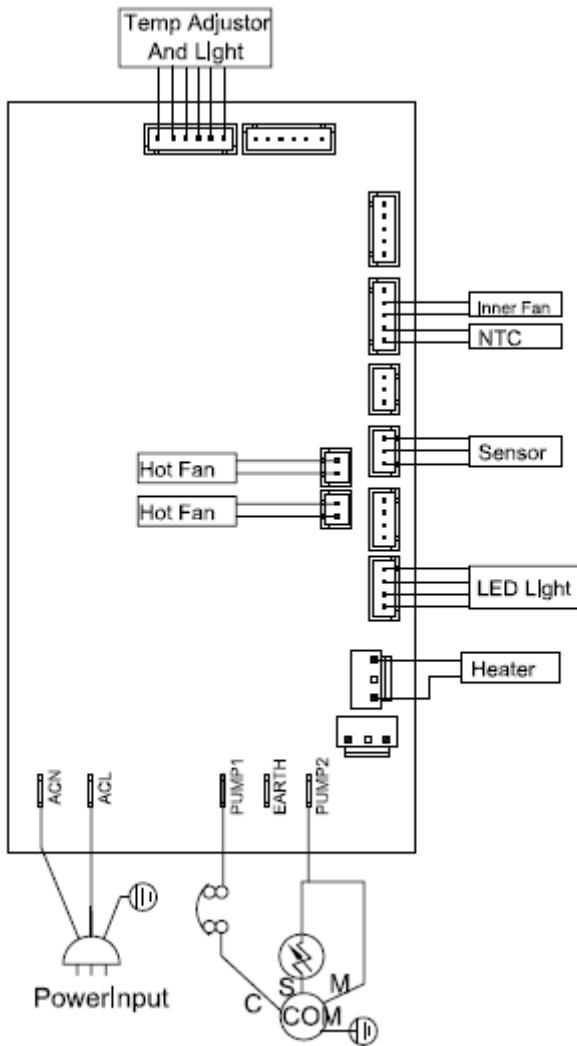 Temp Adjustor
And Light
Inner Fan
NTC
Sensor
Hot Fan
Hot Fan
LED Light
Heater
ACN
ACL
PUMP1
EARTH
PUMP2
PowerInput
C
S
M
COM